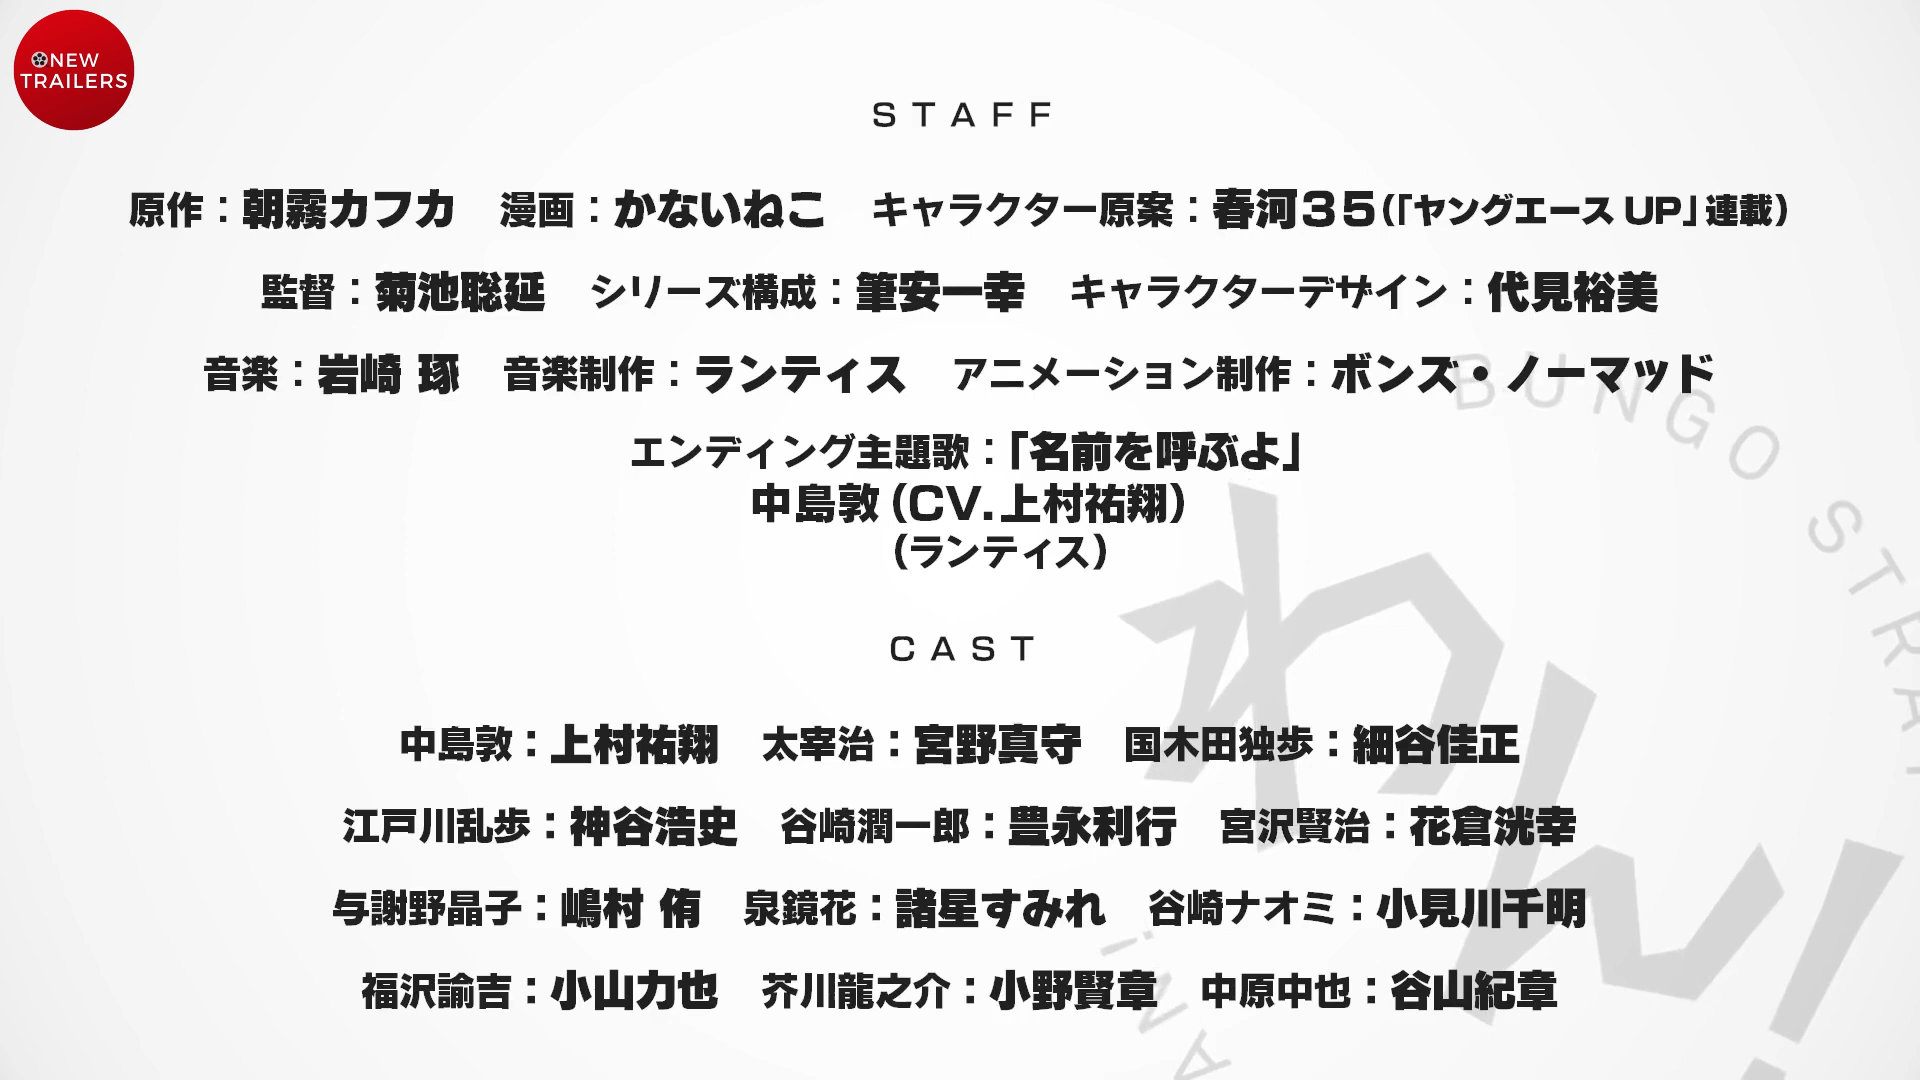 NEW
TRAILERS
STAFF
原作：朝霧カフカ　漫画：かないねこ　キャラクター原案：春河35（「ヤングエース UP」連載）
監督：菊池聡延　シリーズ構成：筆安一幸　キャラクターデザイン：代見裕美
音楽：岩崎 琢　音楽制作：ランティス　アニメーション制作：ボンズ・ノーマッド
エンディング主題歌：「名前を呼ぶよ」
中島敦（CV.上村祐翔）
（ランティス）
CAST
中島敦：上村祐翔　太宰治：宮野真守　国木田独歩：細谷佳正
江戸川乱歩：神谷浩史　谷崎潤一郎：豊永利行　宮沢賢治：花倉洸幸
与謝野晶子：嶋村 侑　泉鏡花：諸星すみれ　谷崎ナオミ：小見川千明
福沢諭吉：小山力也　芥川龍之介：小野賢章　中原中也：谷山紀章
BUNGO STRA
わん!
AN!